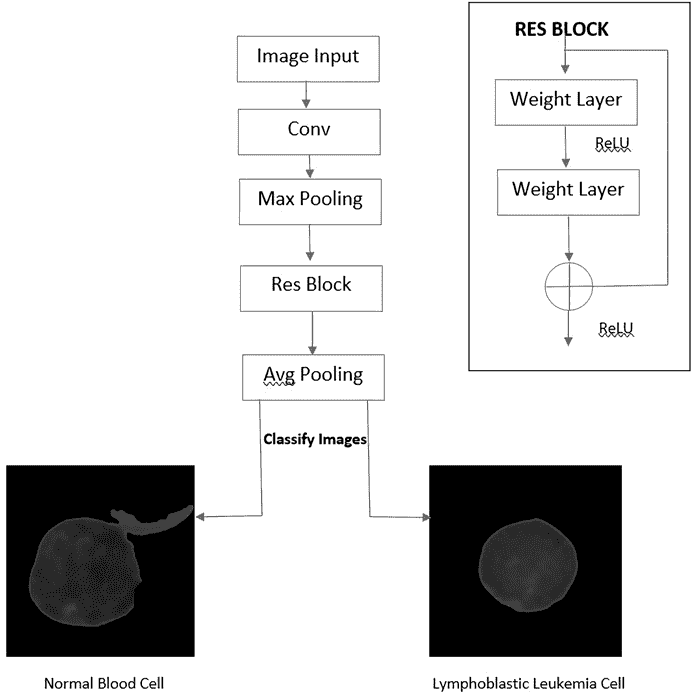 Image Input
Conv
Max Pooling
Res Block
Avg Pooling
Classify Images
Normal Blood Cell
Lymphoblastic Leukemia Cell
RES BLOCK
Weight Layer
ReLU
Weight Layer
ReLU